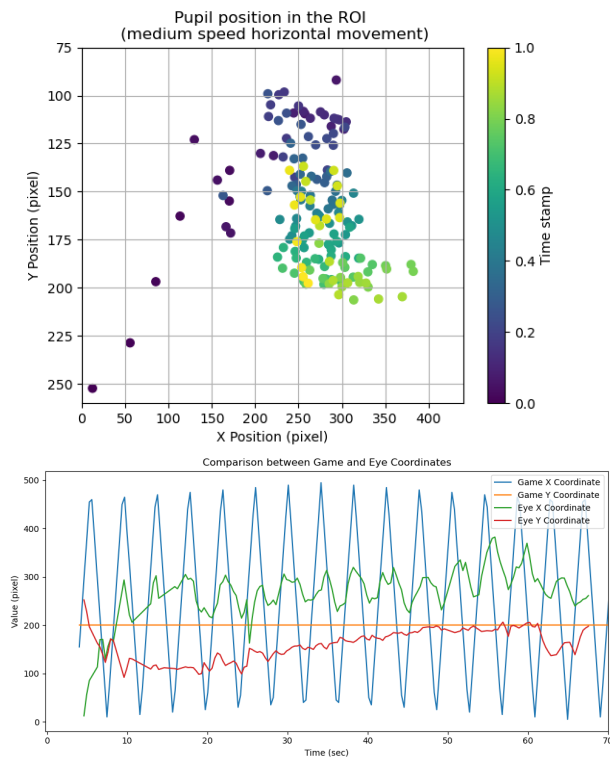 Pupil position in the ROI
(medium speed horizontal movement)
75
100
125
150
175
200
225
250
Y Position (pixel)
0 50 100 150 200 250 300 350 400
X Position (pixel)
1.0
0.8
0.6
0.4
0.2
0.0
Time stamp
Comparison between Game and Eye Coordinates
500
400
300
200
100
0
Value (pixel)
Game X Coordinate
Game Y Coordinate
Eye X Coordinate
Eye Y Coordinate
0 10 20 30 40 50 60 70
Time (sec)